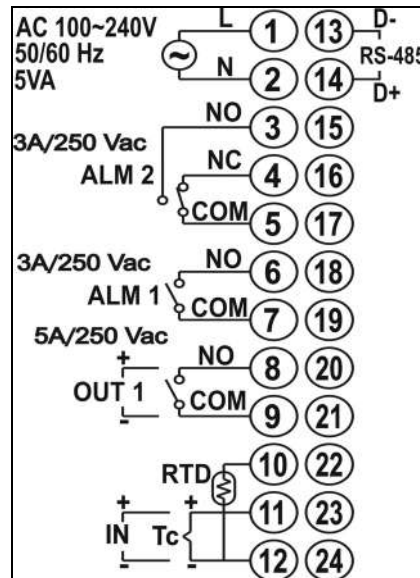 AC 100~240V
50/60 Hz
5VA
L 1 13 D-
RS-485
N 2 14 D+
NO 3 15
3A/250 Vac
ALM 2
NC 4 16
COM 5 17
3A/250 Vac
NO 6 18
ALM 1
COM 7 19
5A/250 Vac
+ NO 8 20
OUT 1
- COM 9 21
RTD 10 22
+ + 11 23
IN Tc
- - 12 24